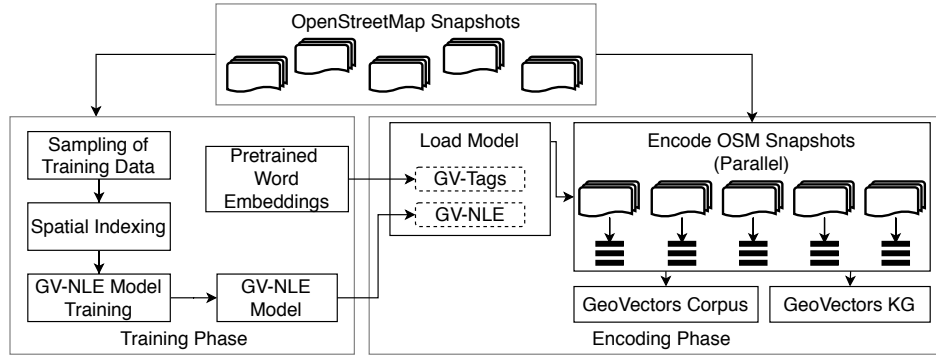 OpenStreetMap Snapshots
Sampling of
Training Data
Spatial Indexing
GV-NLE Model
Training
Pretrained
Word
Embeddings
GV-NLE
Model
Training Phase
Load Model
GV-Tags
GV-NLE
Encode OSM Snapshots
(Parallel)
GeoVectors Corpus
GeoVectors KG
Encoding Phase